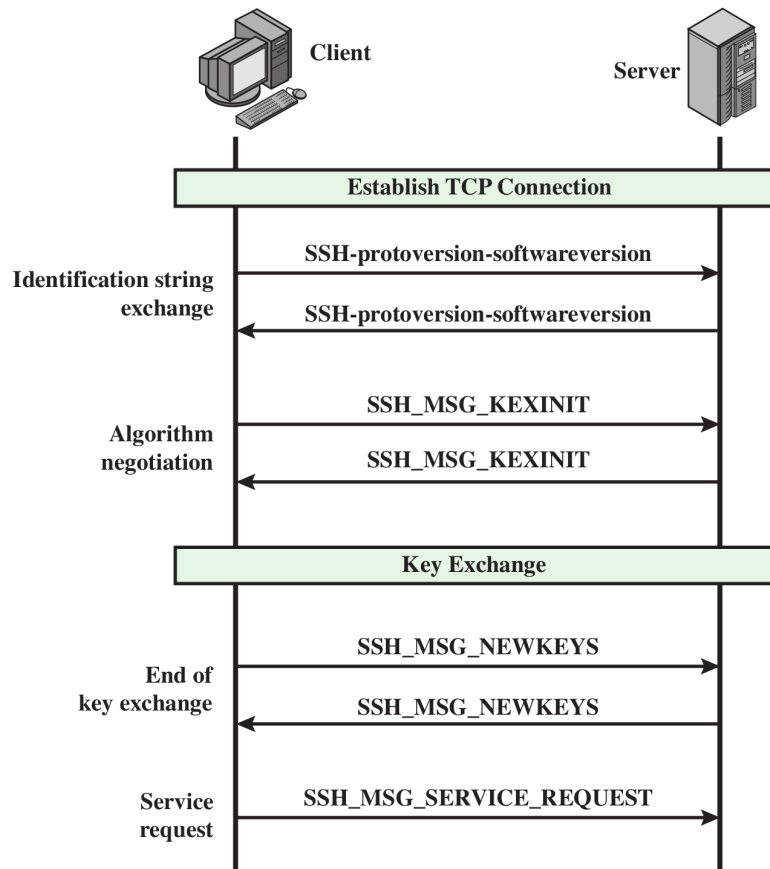 Client
Server
Establish TCP Connection
SSH-protoversion-softwareversion
Identification string
exchange
SSH-protoversion-softwareversion
SSH_MSG_KEXINIT
Algorithm
negotiation
SSH_MSG_KEXINIT
Key Exchange
SSH_MSG_NEWKEYS
End of
key exchange
SSH_MSG_NEWKEYS
SSH_MSG_SERVICE_REQUEST
Service
request